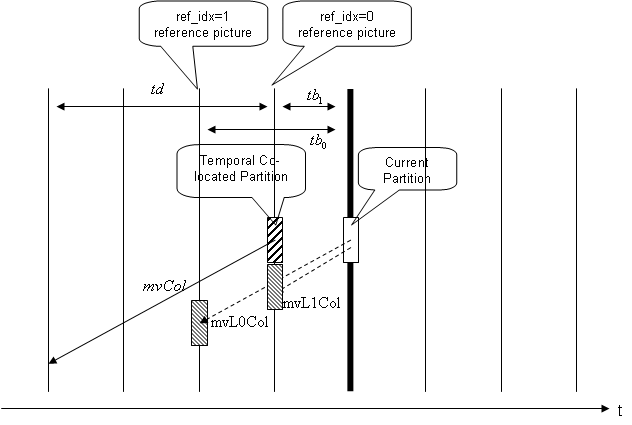 ref_idx=1
reference picture
ref_idx=0
reference picture
td
tb1
tb0
Temporal Co-
located Partition
Current
Partition
mvCol
mvL1Col
mvL0Col
t